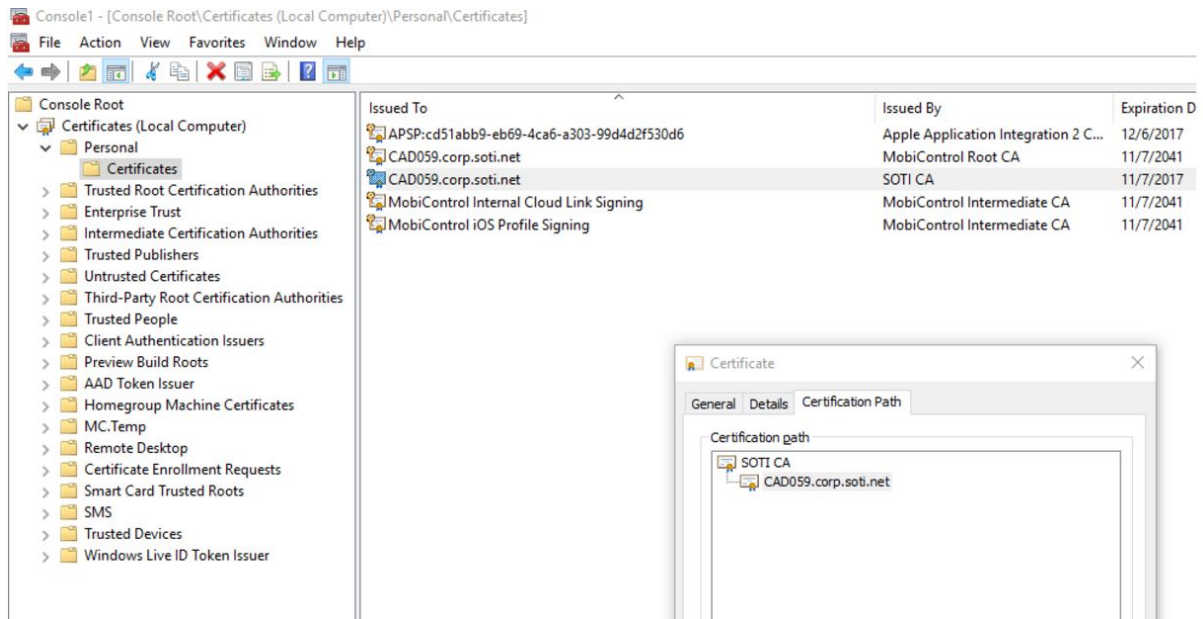 Console1 - [Console Root\Certificates (Local Computer)\Personal\Certificates]
File Action View Favorites Window Help
Console Root
Certificates (Local Computer)
Personal
Certificates
Trusted Root Certification Authorities
Enterprise Trust
Intermediate Certification Authorities
Trusted Publishers
Untrusted Certificates
Third-Party Root Certification Authorities
Trusted People
Client Authentication Issuers
Preview Build Roots
AAD Token Issuer
Homegroup Machine Certificates
MC.Temp
Remote Desktop
Certificate Enrollment Requests
Smart Card Trusted Roots
SMS
Trusted Devices
Windows Live ID Token Issuer
Issued To Issued By Expiration D
APSP:cd51abb9-eb69-4ca6-a303-99d4d2f530d6 Apple Application Integration 2 C... 12/6/2017
CAD059.corp.soti.net MobiControl Root CA 11/7/2041
CAD059.corp.soti.net SOTI CA 11/7/2017
MobiControl Internal Cloud Link Signing MobiControl Intermediate CA 11/7/2041
MobiControl iOS Profile Signing MobiControl Intermediate CA 11/7/2041
Certificate
General Details Certification Path
Certification path
SOTI CA
CAD059.corp.soti.net